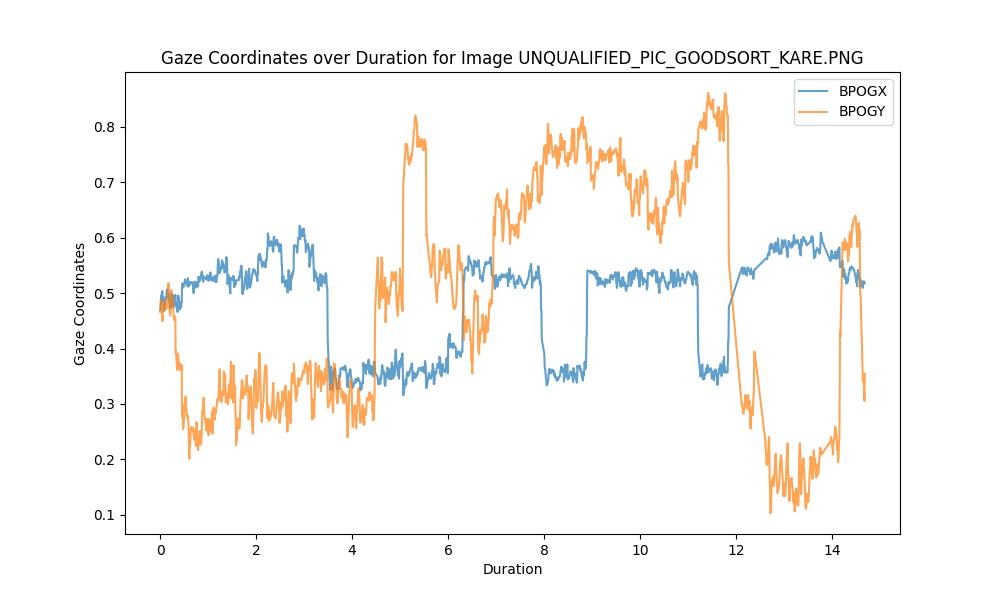 Gaze Coordinates over Duration for Image UNQUALIFIED_PIC_GOODSORT_KARE.PNG
BPOGX
BPOGY
Gaze Coordinates
0.8
0.7
0.6
0.5
0.4
0.3
0.2
0.1
0 2 4 6 8 10 12 14
Duration